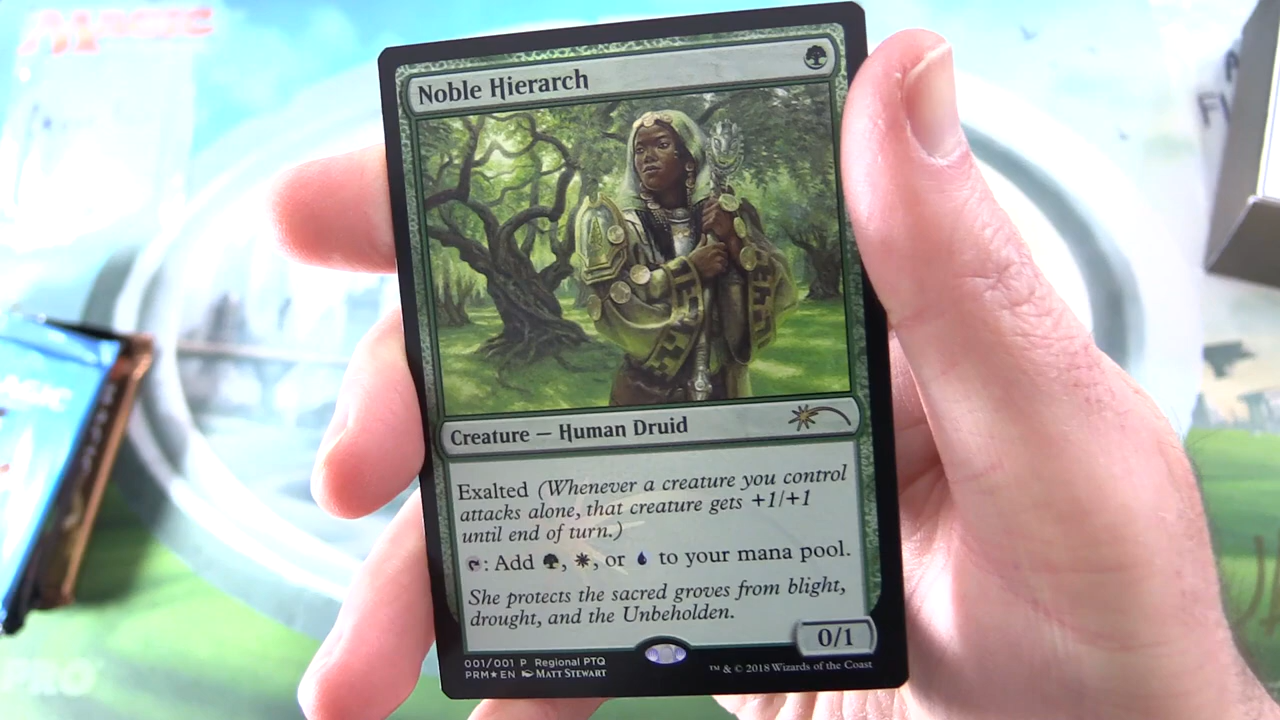 MAGIC
Noble Hierarch
Creature — Human Druid
Exalted (Whenever a creature you control
attacks alone, that creature gets +1/+1
until end of turn.)
: Add , , or to your mana pool.
She protects the sacred groves from blight,
drought, and the Unbeholden.
0/1
001/001 P Regional PTQ
PRM★EN MATT STEWART
™ & © 2018 Wizards of the Coast
PRO